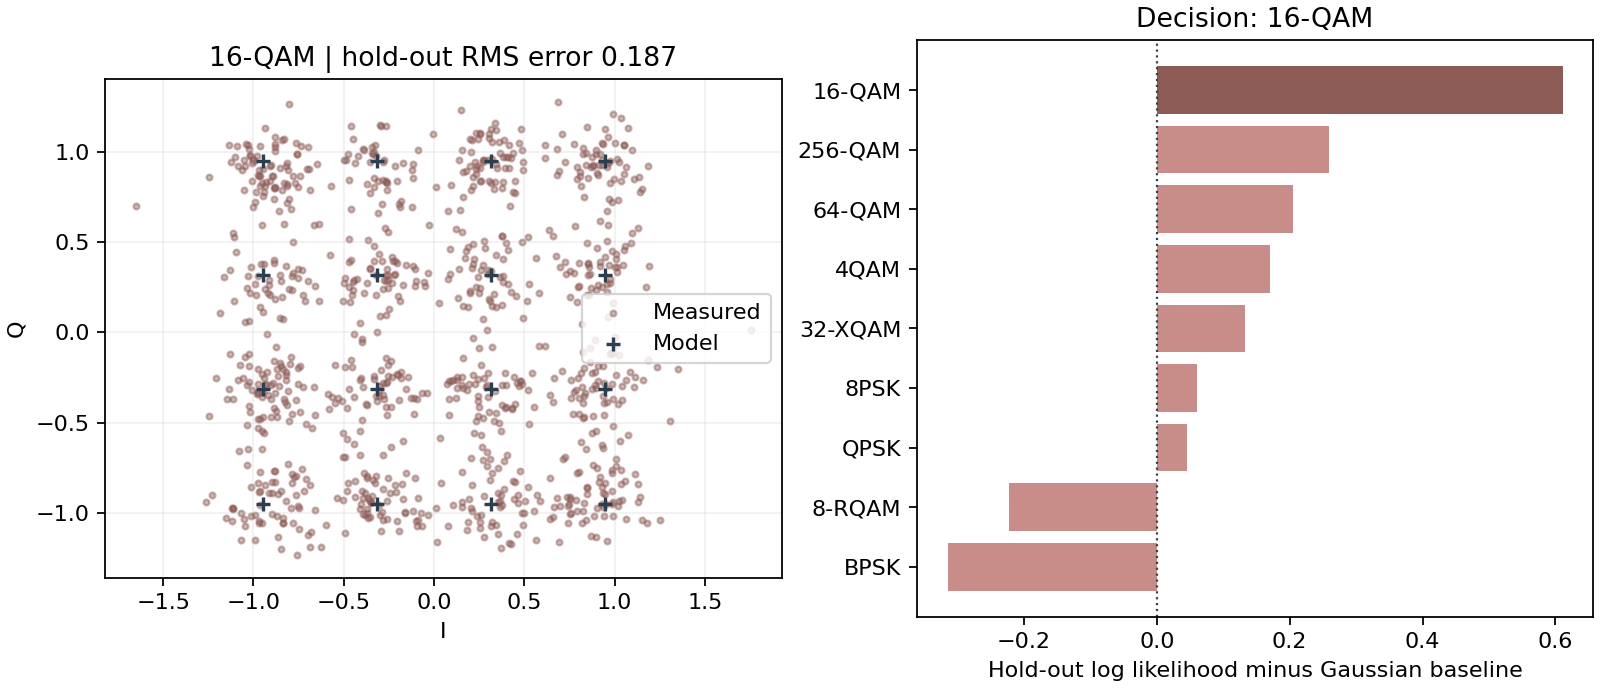 16-QAM | hold-out RMS error 0.187
1.0
0.5
0.0
−0.5
−1.0
Q
−1.5
−1.0
−0.5
0.0
0.5
1.0
1.5
I
Measured
Model
Decision: 16-QAM
16-QAM
256-QAM
64-QAM
4QAM
32-XQAM
8PSK
QPSK
8-RQAM
BPSK
−0.2
0.0
0.2
0.4
0.6
Hold-out log likelihood minus Gaussian baseline